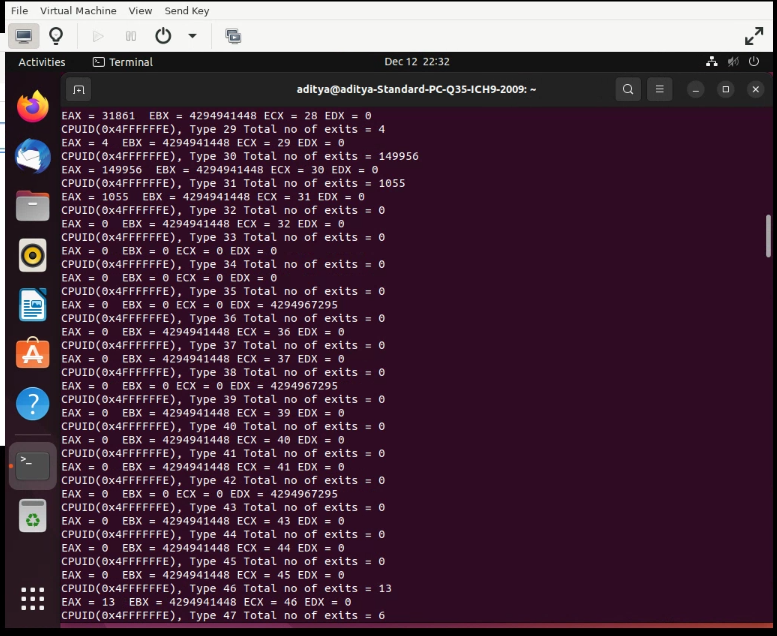 File Virtual Machine View Send Key
Activities Terminal Dec 12 22:32
aditya@aditya-Standard-PC-Q35-ICH9-2009: ~
EAX = 31861 EBX = 4294941448 ECX = 28 EDX = 0
CPUID(0x4FFFFFFE), Type 29 Total no of exits = 4
EAX = 4 EBX = 4294941448 ECX = 29 EDX = 0
CPUID(0x4FFFFFFE), Type 30 Total no of exits = 149956
EAX = 149956 EBX = 4294941448 ECX = 30 EDX = 0
CPUID(0x4FFFFFFE), Type 31 Total no of exits = 1055
EAX = 1055 EBX = 4294941448 ECX = 31 EDX = 0
CPUID(0x4FFFFFFE), Type 32 Total no of exits = 0
EAX = 0 EBX = 4294941448 ECX = 32 EDX = 0
CPUID(0x4FFFFFFE), Type 33 Total no of exits = 0
EAX = 0 EBX = 0 ECX = 0 EDX = 0
CPUID(0x4FFFFFFE), Type 34 Total no of exits = 0
EAX = 0 EBX = 0 ECX = 0 EDX = 0
CPUID(0x4FFFFFFE), Type 35 Total no of exits = 0
EAX = 0 EBX = 0 ECX = 0 EDX = 4294967295
CPUID(0x4FFFFFFE), Type 36 Total no of exits = 0
EAX = 0 EBX = 4294941448 ECX = 36 EDX = 0
CPUID(0x4FFFFFFE), Type 37 Total no of exits = 0
EAX = 0 EBX = 4294941448 ECX = 37 EDX = 0
CPUID(0x4FFFFFFE), Type 38 Total no of exits = 0
EAX = 0 EBX = 0 ECX = 0 EDX = 4294967295
CPUID(0x4FFFFFFE), Type 39 Total no of exits = 0
EAX = 0 EBX = 4294941448 ECX = 39 EDX = 0
CPUID(0x4FFFFFFE), Type 40 Total no of exits = 0
EAX = 0 EBX = 4294941448 ECX = 40 EDX = 0
CPUID(0x4FFFFFFE), Type 41 Total no of exits = 0
EAX = 0 EBX = 4294941448 ECX = 41 EDX = 0
CPUID(0x4FFFFFFE), Type 42 Total no of exits = 0
EAX = 0 EBX = 0 ECX = 0 EDX = 4294967295
CPUID(0x4FFFFFFE), Type 43 Total no of exits = 0
EAX = 0 EBX = 4294941448 ECX = 43 EDX = 0
CPUID(0x4FFFFFFE), Type 44 Total no of exits = 0
EAX = 0 EBX = 4294941448 ECX = 44 EDX = 0
CPUID(0x4FFFFFFE), Type 45 Total no of exits = 0
EAX = 0 EBX = 4294941448 ECX = 45 EDX = 0
CPUID(0x4FFFFFFE), Type 46 Total no of exits = 13
EAX = 13 EBX = 4294941448 ECX = 46 EDX = 0
CPUID(0x4FFFFFFE), Type 47 Total no of exits = 6